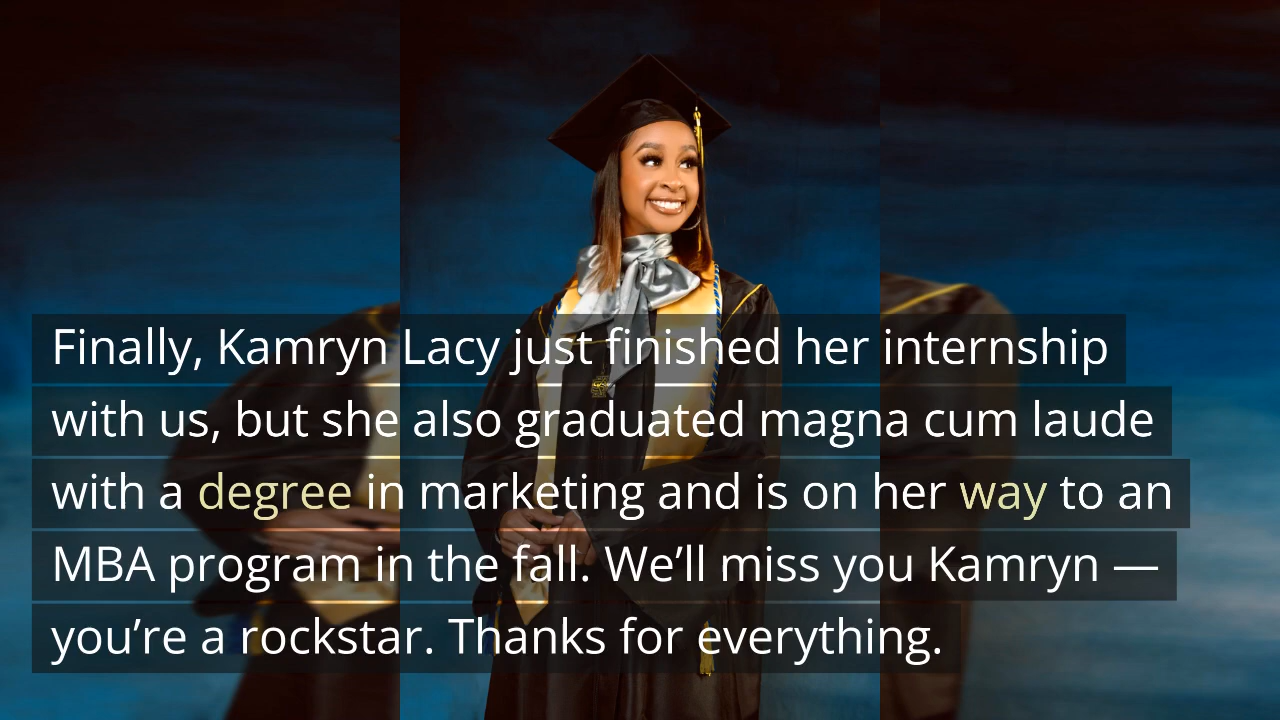 Finally, Kamryn Lacy just finished her internship
with us, but she also graduated magna cum laude
with a degree in marketing and is on her way to an
MBA program in the fall. We’ll miss you Kamryn —
you’re a rockstar. Thanks for everything.